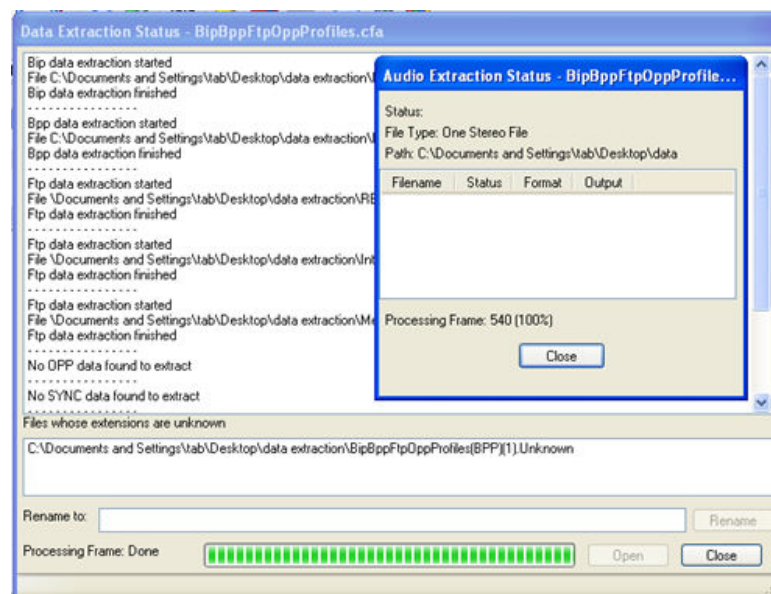 Data Extraction Status - BipBppFtpOppProfiles.cfa
Bip data extraction started
File C:\Documents and Settings\tab\Desktop\data extraction\
Bip data extraction finished
- - - - - - - - - - - - - - - -
Bpp data extraction started
File C:\Documents and Settings\tab\Desktop\data extraction\
Bpp data extraction finished
- - - - - - - - - - - - - - - -
Ftp data extraction started
File \Documents and Settings\tab\Desktop\data extraction\RE
Ftp data extraction finished
- - - - - - - - - - - - - - - -
Ftp data extraction started
File \Documents and Settings\tab\Desktop\data extraction\Int
Ftp data extraction finished
- - - - - - - - - - - - - - - -
Ftp data extraction started
File \Documents and Settings\tab\Desktop\data extraction\Me
Ftp data extraction finished
- - - - - - - - - - - - - - - -
No OPP data found to extract
- - - - - - - - - - - - - - - -
No SYNC data found to extract
- - - - - - - - - - - - - - - -
Audio Extraction Status - BipBppFtpOppProfile...
Status:
File Type: One Stereo File
Path: C:\Documents and Settings\tab\Desktop\data
Filename Status Format Output
Processing Frame: 540 (100%)
Close
Files whose extensions are unknown
C:\Documents and Settings\tab\Desktop\data extraction\BipBppFtpOppProfiles(BPP)(1).Unknown
Rename to:
Rename
Processing Frame: Done
Open
Close